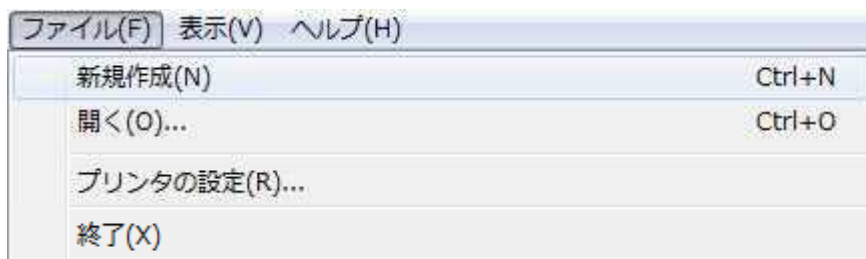 ファイル(F) 表示(V) ヘルプ(H)
新規作成(N) Ctrl+N
開く(O)... Ctrl+O
プリンタの設定(R)...
終了(X)